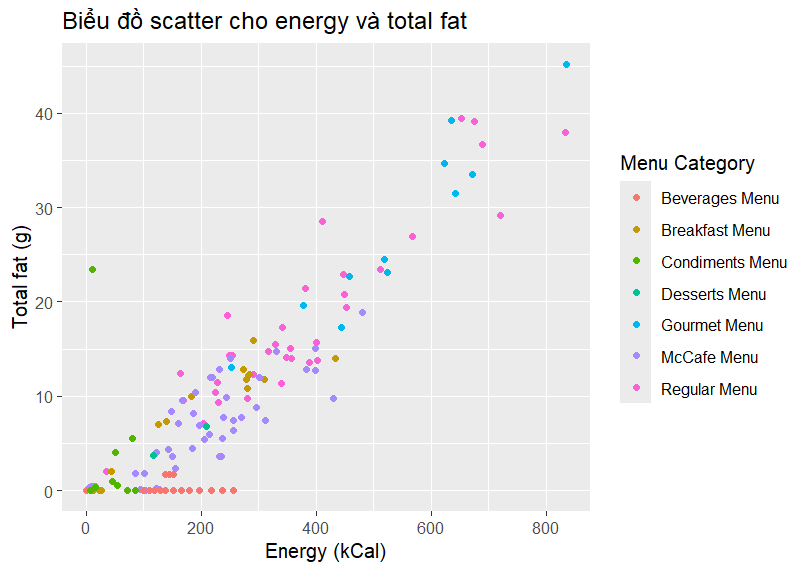 Biểu đồ scatter cho energy và total fat
Total fat (g)
40
30
20
10
0
0 200 400 600 800
Energy (kCal)
Menu Category
Beverages Menu
Breakfast Menu
Condiments Menu
Desserts Menu
Gourmet Menu
McCafe Menu
Regular Menu